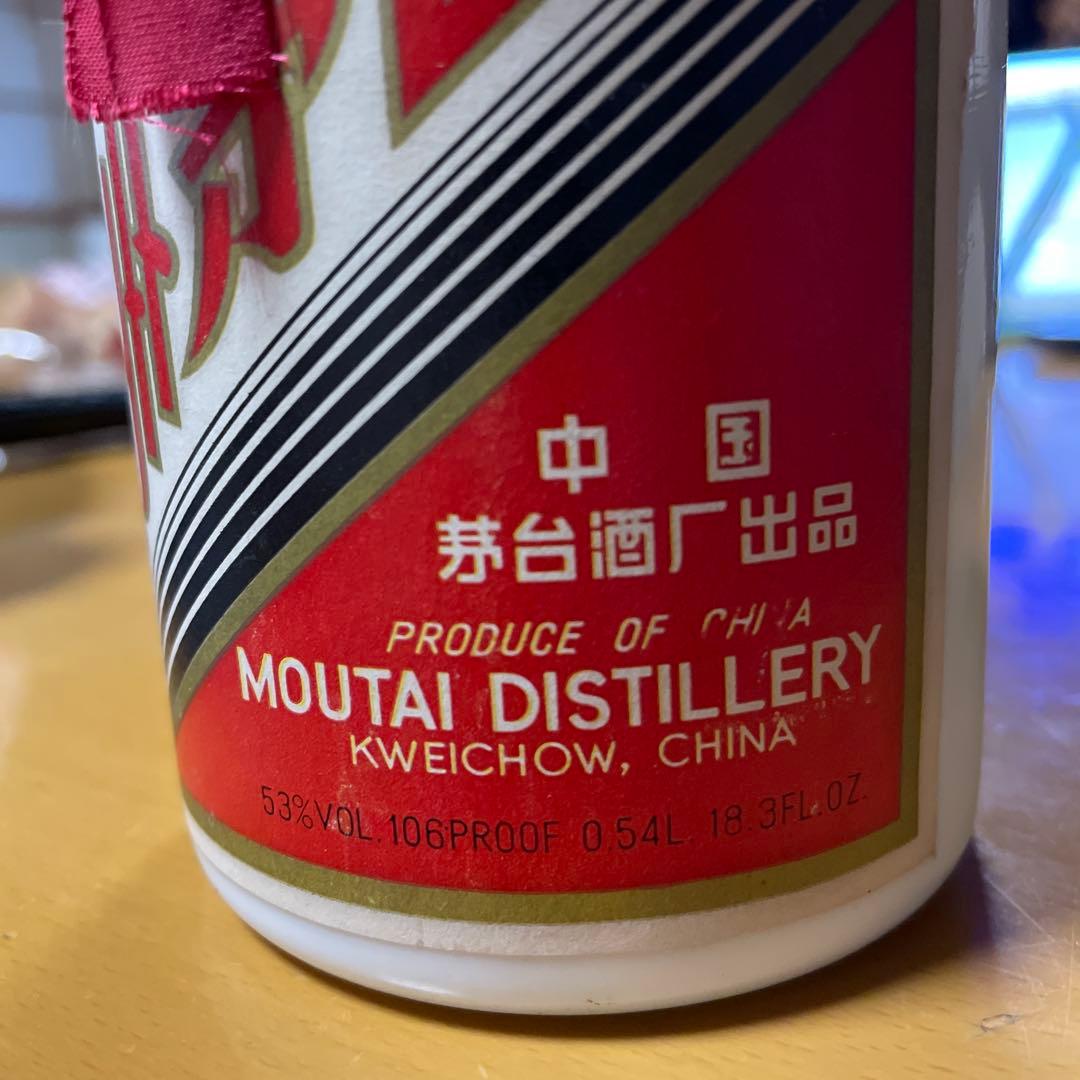 中国
茅台酒厂出品
PRODUCE OF CHINA
MOUTAI DISTILLERY
KWEICHOW, CHINA
53%VOL. 106PROOF 0.54L. 18.3FL.OZ.